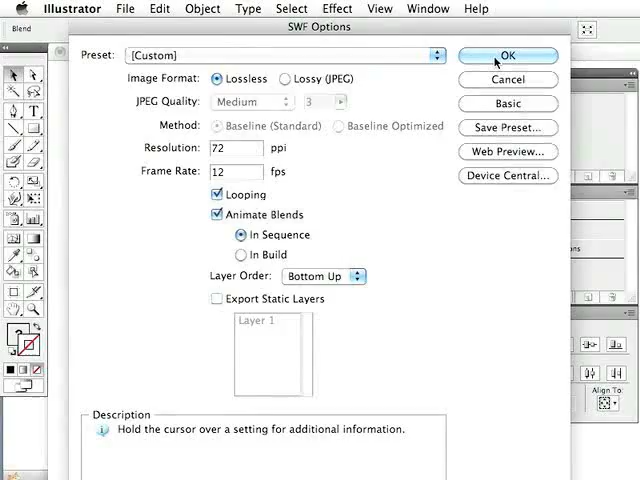 Illustrator File Edit Object Type Select Effect View Window Help
Blend
SWF Options
Preset: [Custom] OK
Image Format: Lossless Lossy (JPEG) Cancel
JPEG Quality: Medium 3 Basic
Method: Baseline (Standard) Baseline Optimized Save Preset...
Resolution: 72 ppi Web Preview...
Frame Rate: 12 fps Device Central...
Looping
Animate Blends
In Sequence
In Build
Layer Order: Bottom Up
Export Static Layers
Layer 1
Align To:
Description
Hold the cursor over a setting for additional information.